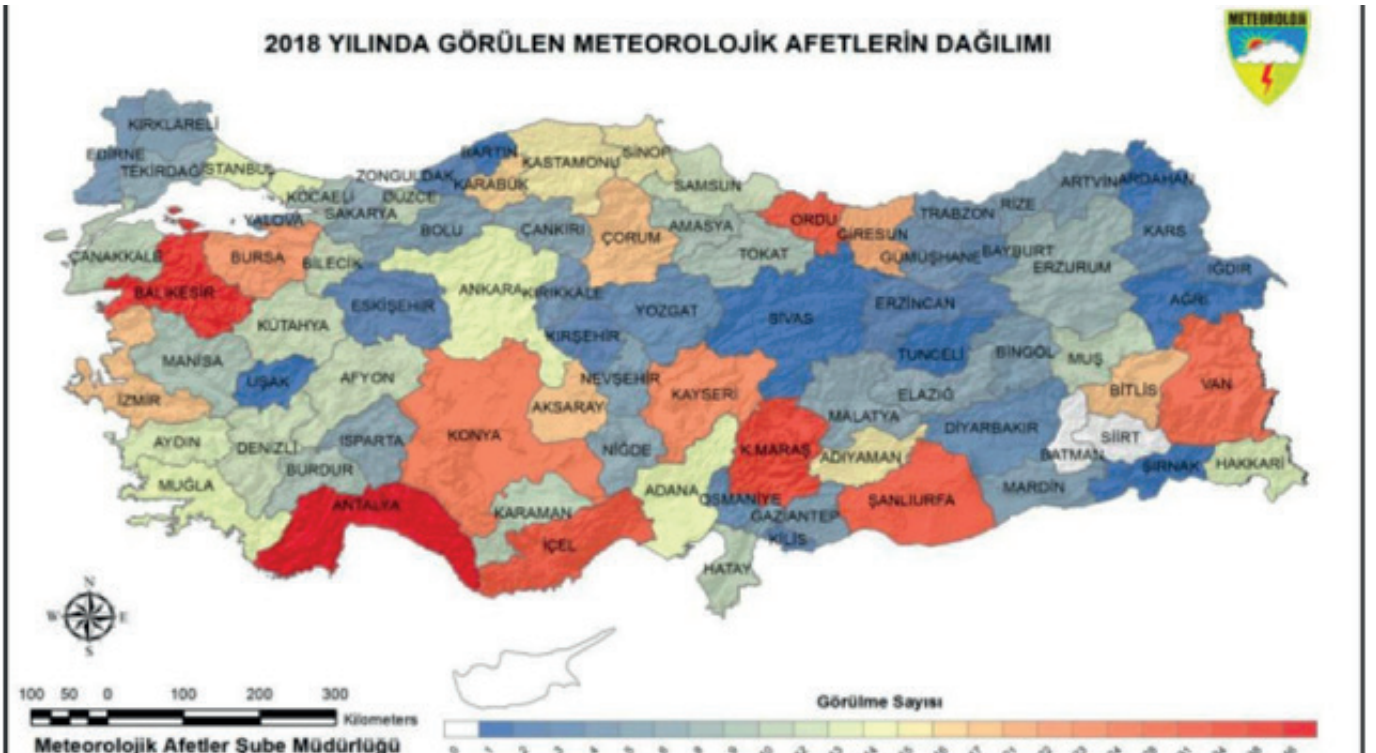 METEOROLOJİ
2018 YILINDA GÖRÜLEN METEOROLOJİK AFETLERİN DAĞILIMI
KIRKLARELİ
EDİRNE
TEKİRDAĞ
İSTANBUL
KOCAELİ
YALOVA
SAKARYA
DÜZCE
ZONGULDAK
BARTIN
KARABÜK
KASTAMONU
SİNOP
SAMSUN
BOLU
ÇANKIRI
ÇORUM
AMASYA
TOKAT
ORDU
GİRESUN
TRABZON
RİZE
ARTVİN
ARDAHAN
KARS
GÜMÜŞHANE
BAYBURT
ERZURUM
IĞDIR
AĞRI
ÇANAKKALE
BALIKESİR
BURSA
BİLECİK
ESKİŞEHİR
ANKARA
KIRIKKALE
YOZGAT
SİVAS
ERZİNCAN
KÜTAHYA
KIRŞEHİR
TUNCELİ
BİNGÖL
MUŞ
MANİSA
UŞAK
AFYON
NEVŞEHİR
KAYSERİ
ELAZIĞ
BİTLİS
VAN
İZMİR
AKSARAY
MALATYA
DİYARBAKIR
AYDIN
DENİZLİ
ISPARTA
KONYA
NİĞDE
K.MARAŞ
ADIYAMAN
BATMAN
SİİRT
ŞIRNAK
HAKKARİ
BURDUR
MUĞLA
ANTALYA
KARAMAN
ADANA
OSMANİYE
GAZİANTEP
ŞANLIURFA
MARDİN
KİLİS
İÇEL
HATAY
N
W E
S
100 50 0 100 200 300
Kilometers
Görülme Sayısı
Meteorolojik Afetler Şube Müdürlüğü